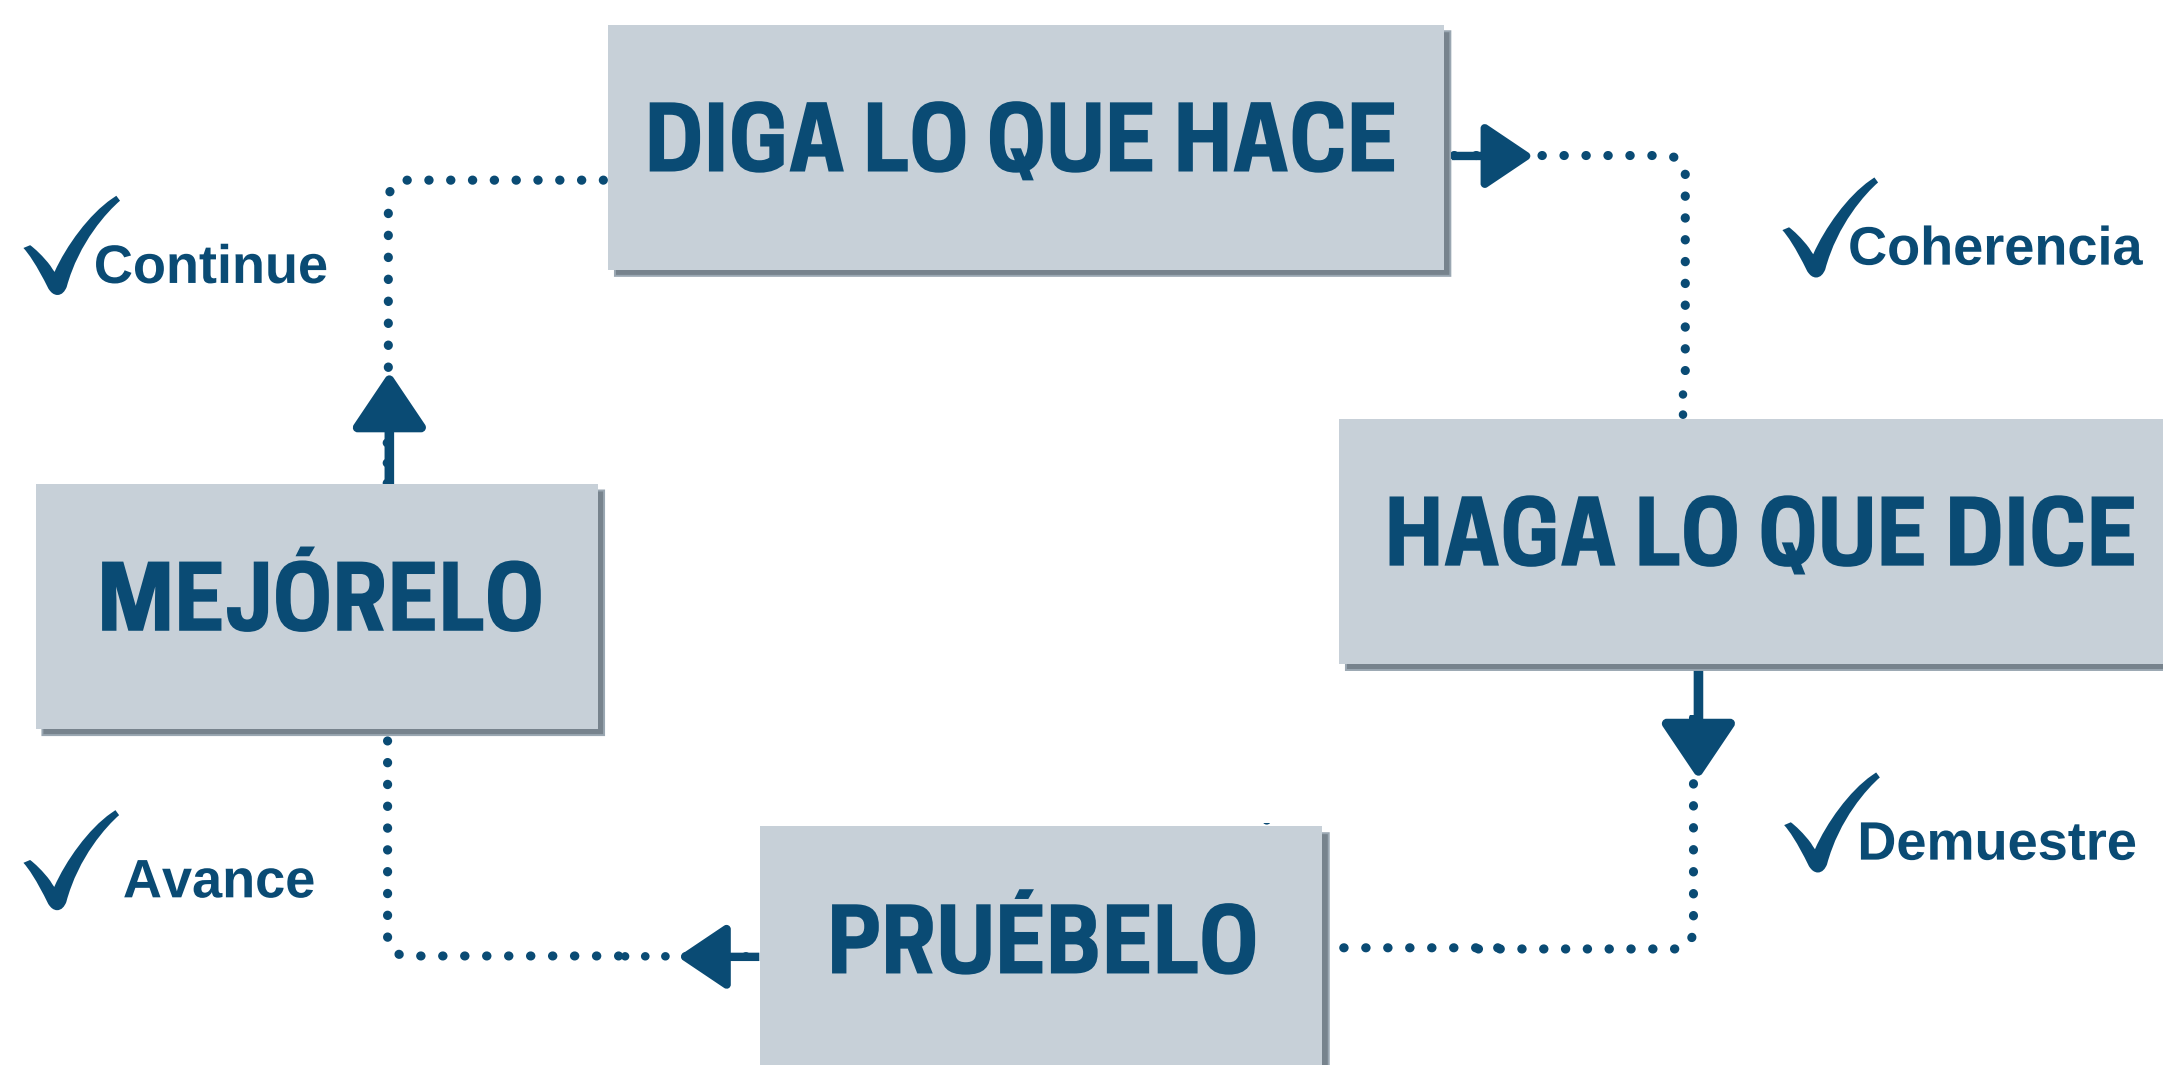 DIGA LO QUE HACE
Continue
Coherencia
HAGA LO QUE DICE
MEJÓRELO
Demuestre
Avance
PRUÉBELO